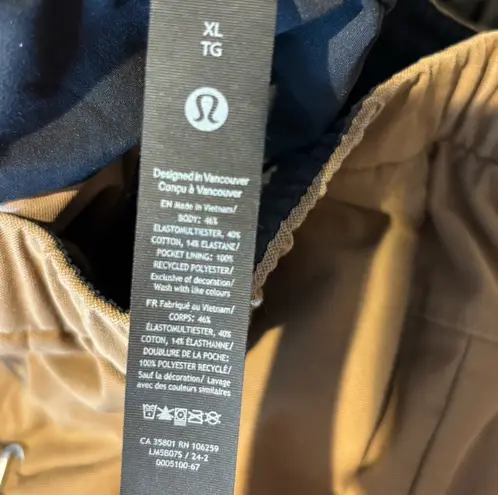 XL
TG
Designed in Vancouver
Conçu à Vancouver
EN Made in Vietnam/
BODY: 46%
ELASTOMULTIESTER, 40%
COTTON, 14% ELASTANE/
POCKET LINING: 100%
RECYCLED POLYESTER/
Exclusive of decoration/
Wash with like colours
FR Fabriqué au Vietnam/
CORPS: 46%
ÉLASTOMULTIESTER, 40%
COTON, 14% ÉLASTHANNE/
DOUBLURE DE LA POCHE:
100% POLYESTER RECYCLÉ/
Sauf la décoration/ Lavage
avec des couleurs similaires
CA 35801 RN 106259
LM5B07S / 24-2
0005100-67